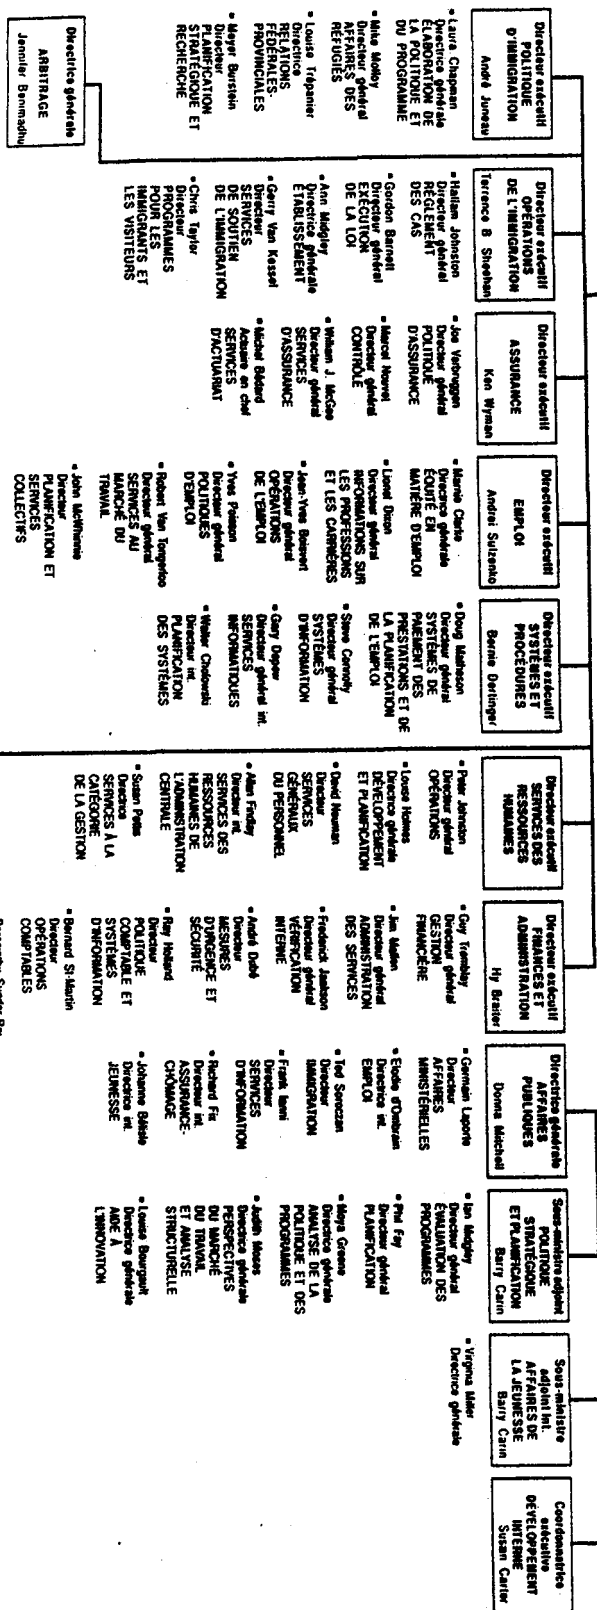 Directeur exécutif
POLITIQUE
D'IMMIGRATION
André Juneau
• Laura Chapman
Directrice générale
ÉLABORATION DE
LA POLITIQUE ET
DU PROGRAMME
• Mike Molloy
Directeur général
AFFAIRES DES
RÉFUGIÉS
• Louise Trépanier
Directrice
RELATIONS
FÉDÉRALES-
PROVINCIALES
• Meyer Burstein
Directeur
PLANIFICATION
STRATÉGIQUE ET
RECHERCHE
Directrice générale
ARBITRAGE
Jennifer Benimadhu
Directeur exécutif
OPÉRATIONS
DE L'IMMIGRATION
Terrence B Sheehan
• Hallam Johnston
Directeur général
RÈGLEMENT
DES CAS
• Gordon Barnett
Directeur général
EXÉCUTION
DE LA LOI
• Ann Midgley
Directrice générale
ÉTABLISSEMENT
• Gerry Van Kessel
Directeur
SERVICES
DE SOUTIEN
DE L'IMMIGRATION
• Chris Taylor
Directeur
PROGRAMMES
POUR LES
IMMIGRANTS ET
LES VISITEURS
Directeur exécutif
ASSURANCE
Ken Wyman
• Joe Verbruggen
Directeur général
POLITIQUE
D'ASSURANCE
• Marcel Nouvet
Directeur général
CONTRÔLE
• William J. McGee
Directeur général
SERVICES
D'ASSURANCE
• Michel Bédard
Actuaire en chef
SERVICES
D'ACTUARIAT
Directeur exécutif
EMPLOI
Andrei Sulzenko
• Marnie Clarke
Directrice générale
ÉQUITÉ EN
MATIÈRE D'EMPLOI
• Lionel Dixon
Directeur général
INFORMATIONS SUR
LES PROFESSIONS
ET LES CARRIÈRES
• Jean-Yves Boisvert
Directeur général
OPÉRATIONS
DE L'EMPLOI
• Yves Poisson
Directeur général
POLITIQUES
D'EMPLOI
• Robert Van Tongerloo
Directeur général
SERVICES AU
MARCHÉ DU
TRAVAIL
• John McWhinnie
Directeur
PLANIFICATION ET
SERVICES
COLLECTIFS
Directeur exécutif
SYSTÈMES ET
PROCÉDURES
Bernie Derlinger
• Doug Matheson
Directeur général
SYSTÈMES DE
PAIEMENT DES
PRESTATIONS ET DE
LA PLANIFICATION
DE L'EMPLOI
• Steve Connolly
Directeur général
SYSTÈMES
D'INFORMATION
• Gary Depew
Directeur général int.
SERVICES
INFORMATIQUES
• Walter Chotowski
Directeur int.
PLANIFICATION
DES SYSTÈMES
Directeur exécutif
SERVICES DES
RESSOURCES
HUMAINES
• Peter Johnston
Directeur général
OPÉRATIONS
• Louise Holmes
Directrice générale
DÉVELOPPEMENT
ET PLANIFICATION
• David Neuman
Directeur
SERVICES
GÉNÉRAUX
DU PERSONNEL
• Allan Findlay
Directeur int.
SERVICES DES
RESSOURCES
HUMAINES DE
L'ADMINISTRATION
CENTRALE
• Susan Peters
Directrice
SERVICES À LA
CATÉGORIE
DE LA GESTION
Directeur exécutif
FINANCES ET
ADMINISTRATION
Hy Braiter
• Guy Tremblay
Directeur général
GESTION
FINANCIÈRE
• Jim Mellon
Directeur général
ADMINISTRATION
DES SERVICES
• Frederick Jaakson
Directeur général
VÉRIFICATION
INTERNE
• André Dubé
Directeur
MESURES
D'URGENCE ET
SÉCURITÉ
• Ray Holland
Directeur
POLITIQUE
COMPTABLE ET
SYSTÈMES
D'INFORMATION
• Bernard St-Martin
Directeur
OPÉRATIONS
COMPTABLES
Directrice générale
AFFAIRES
PUBLIQUES
Donna Mitchell
• Germain Laporte
Directeur
AFFAIRES
MINISTÉRIELLES
• Elodie d'Ombrain
Directrice int.
EMPLOI
• Ted Soroczan
Directeur
IMMIGRATION
• Frank Ianni
Directeur
SERVICES
D'INFORMATION
• Richard Fix
Directeur int.
ASSURANCE-
CHÔMAGE
• Johanne Bélisle
Directrice int.
JEUNESSE
Sous-ministre adjoint
POLITIQUE
STRATÉGIQUE
ET PLANIFICATION
Barry Carin
• Ian Midgley
Directeur général
ÉVALUATION DES
PROGRAMMES
• Phil Fay
Directeur général
PLANIFICATION
• Moya Greene
Directrice générale
ANALYSE DE LA
POLITIQUE ET DES
PROGRAMMES
• Judith Moses
Directrice générale
PERSPECTIVES
DU MARCHÉ
DU TRAVAIL
ET ANALYSE
STRUCTURELLE
• Louise Bourgault
Directrice générale
AIDE À
L'INNOVATION
Sous-ministre
adjoint int.
AFFAIRES DE
LA JEUNESSE
Barry Carin
• Virginia Miller
Directrice générale
Coordonnatrice
exécutive
DÉVELOPPEMENT
INTERNE
Susan Carter